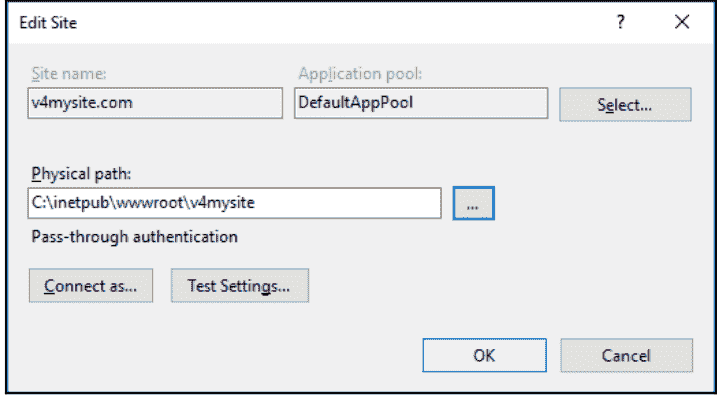 Edit Site
?
Site name:
Application pool:
v4mysite.com
DefaultAppPool
Select...
Physical path:
C:\inetpub\wwwroot\v4mysite
...
Pass-through authentication
Connect as...
Test Settings...
OK
Cancel